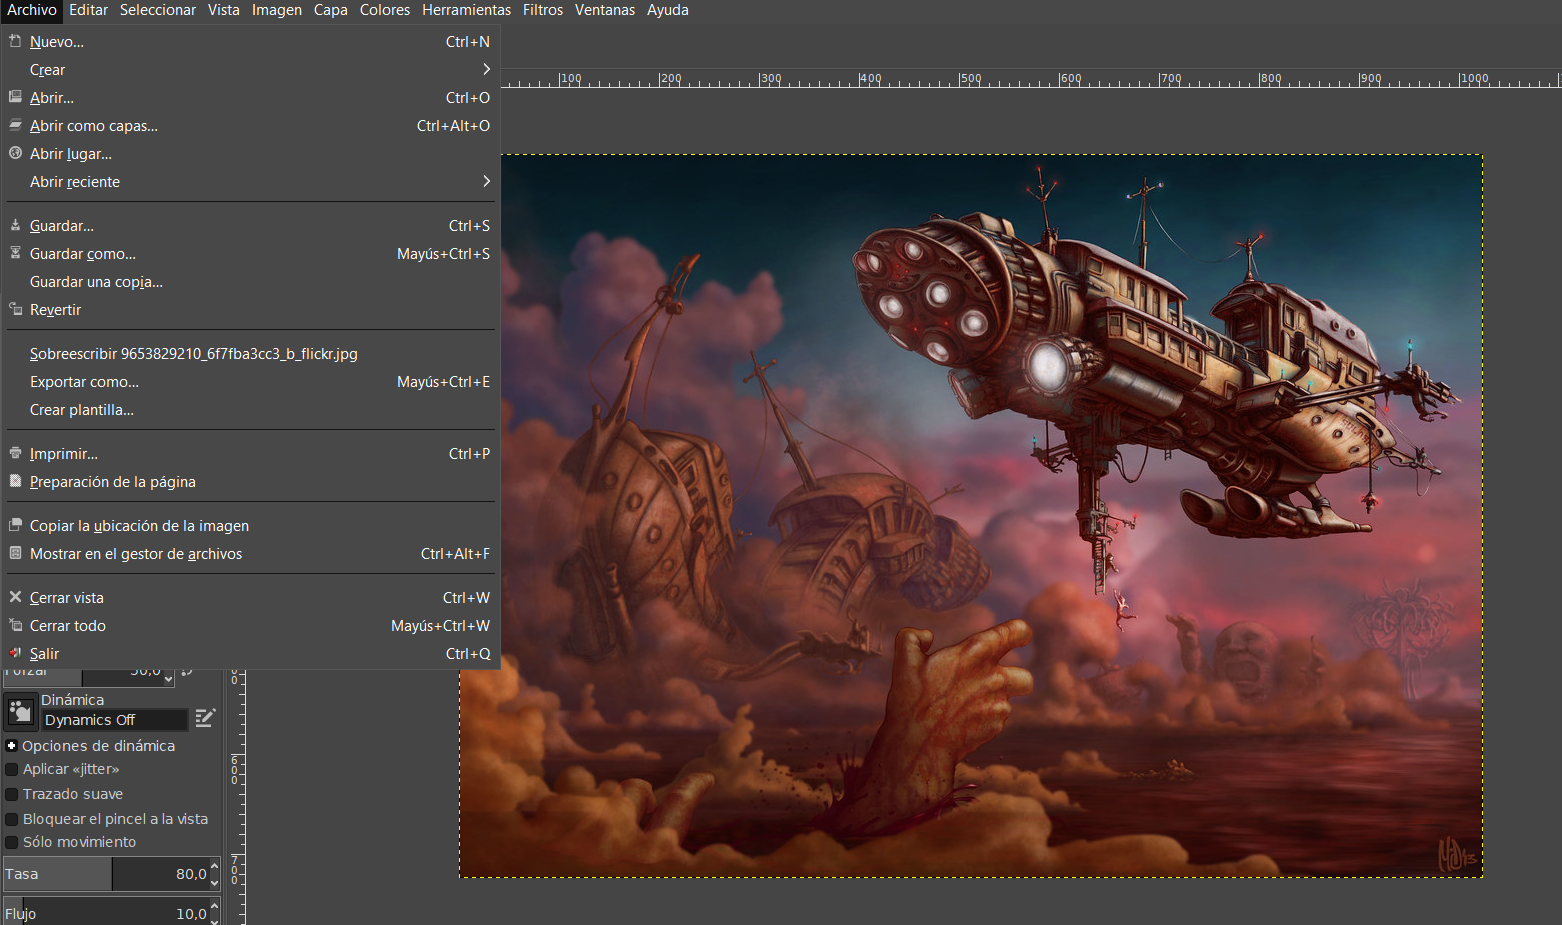 Archivo Editar Seleccionar Vista Imagen Capa Colores Herramientas Filtros Ventanas Ayuda
Nuevo... Ctrl+N
Crear
Abrir... Ctrl+O
Abrir como capas... Ctrl+Alt+O
Abrir lugar...
Abrir reciente
Guardar... Ctrl+S
Guardar como... Mayús+Ctrl+S
Guardar una copia...
Revertir
Sobreescribir 9653829210_6f7fba3cc3_b_flickr.jpg
Exportar como... Mayús+Ctrl+E
Crear plantilla...
Imprimir... Ctrl+P
Preparación de la página
Copiar la ubicación de la imagen
Mostrar en el gestor de archivos Ctrl+Alt+F
Cerrar vista Ctrl+W
Cerrar todo Mayús+Ctrl+W
Salir Ctrl+Q
100 200 300 400 500 600 700 800 900 1000
Forzar 50,0
Dinámica
Dynamics Off
Opciones de dinámica
Aplicar «jitter»
Trazado suave
Bloquear el pincel a la vista
Sólo movimiento
Tasa 80,0
Flujo 10,0
600
700